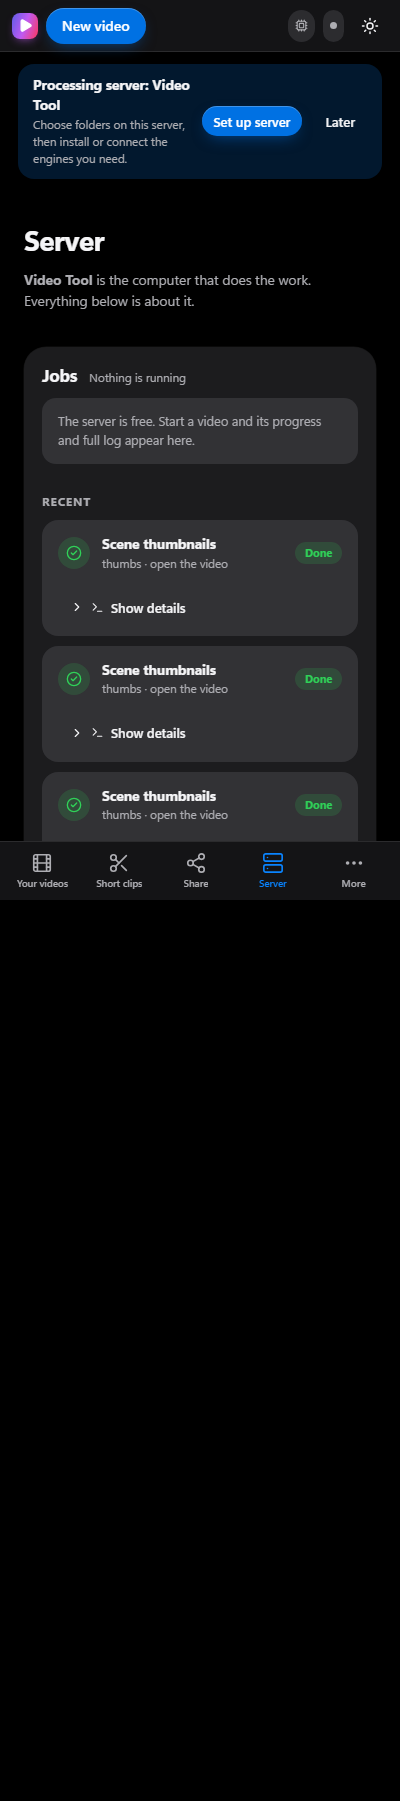 New video
Processing server: Video
Tool
Choose folders on this server,
then install or connect the
engines you need.
Set up server
Later
Server
Video Tool is the computer that does the work.
Everything below is about it.
Jobs
Nothing is running
The server is free. Start a video and its progress
and full log appear here.
RECENT
Scene thumbnails
thumbs · open the video
Done
Show details
Scene thumbnails
thumbs · open the video
Done
Show details
Scene thumbnails
thumbs · open the video
Done
Your videos
Short clips
Share
Server
More